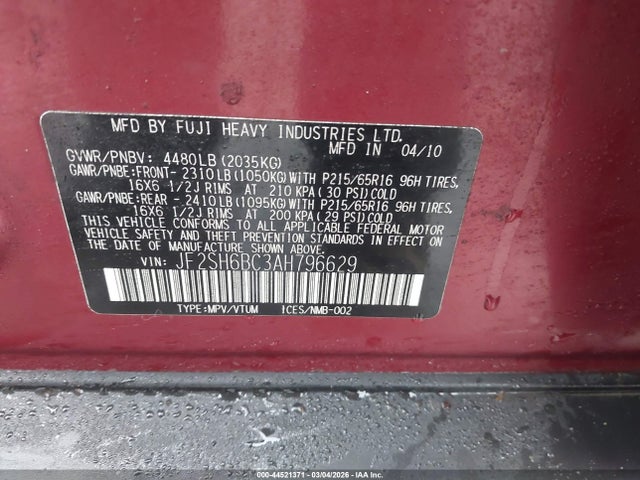 MFD BY FUJI HEAVY INDUSTRIES LTD.
MFD IN 04/10
GVWR/PNBV: 4480LB(2035KG)
GAWR/PNBE:FRONT- 2310LB(1050KG)WITH P215/65R16 96H TIRES,
16X6 1/2J RIMS AT 210 KPA(30 PSI)COLD
GAWR/PNBE:REAR - 2410LB(1095KG)WITH P215/65R16 96H TIRES,
16X6 1/2J RIMS AT 200 KPA(29 PSI)COLD
THIS VEHICLE CONFORMS TO ALL APPLICABLE FEDERAL MOTOR
VEHICLE SAFETY AND BUMPER STANDARDS IN EFFECT ON THE
DATE OF MANUFACTURE SHOWN ABOVE.
VIN: JF2SH6BC3AH796629
TYPE:MPV/VTUM ICES/NMB-002
000-44521371 - 03/04/2026 - IAAI.COM